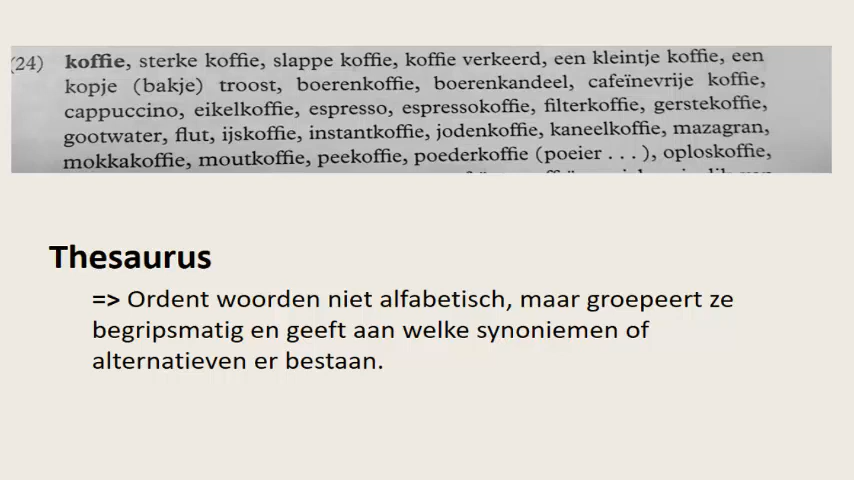 (24) koffie, sterke koffie, slappe koffie, koffie verkeerd, een kleintje koffie, een
kopje (bakje) troost, boerenkoffie, boerenkandeel, cafeïnevrije koffie,
cappuccino, eikelkoffie, espresso, espressokoffie, filterkoffie, gerstekoffie,
gootwater, flut, ijskoffie, instantkoffie, jodenkoffie, kaneelkoffie, mazagran,
mokkakoffie, moutkoffie, peekoffie, poederkoffie (poeier . . . ), oploskoffie,
Thesaurus
=> Ordent woorden niet alfabetisch, maar groepeert ze
begripsmatig en geeft aan welke synoniemen of
alternatieven er bestaan.